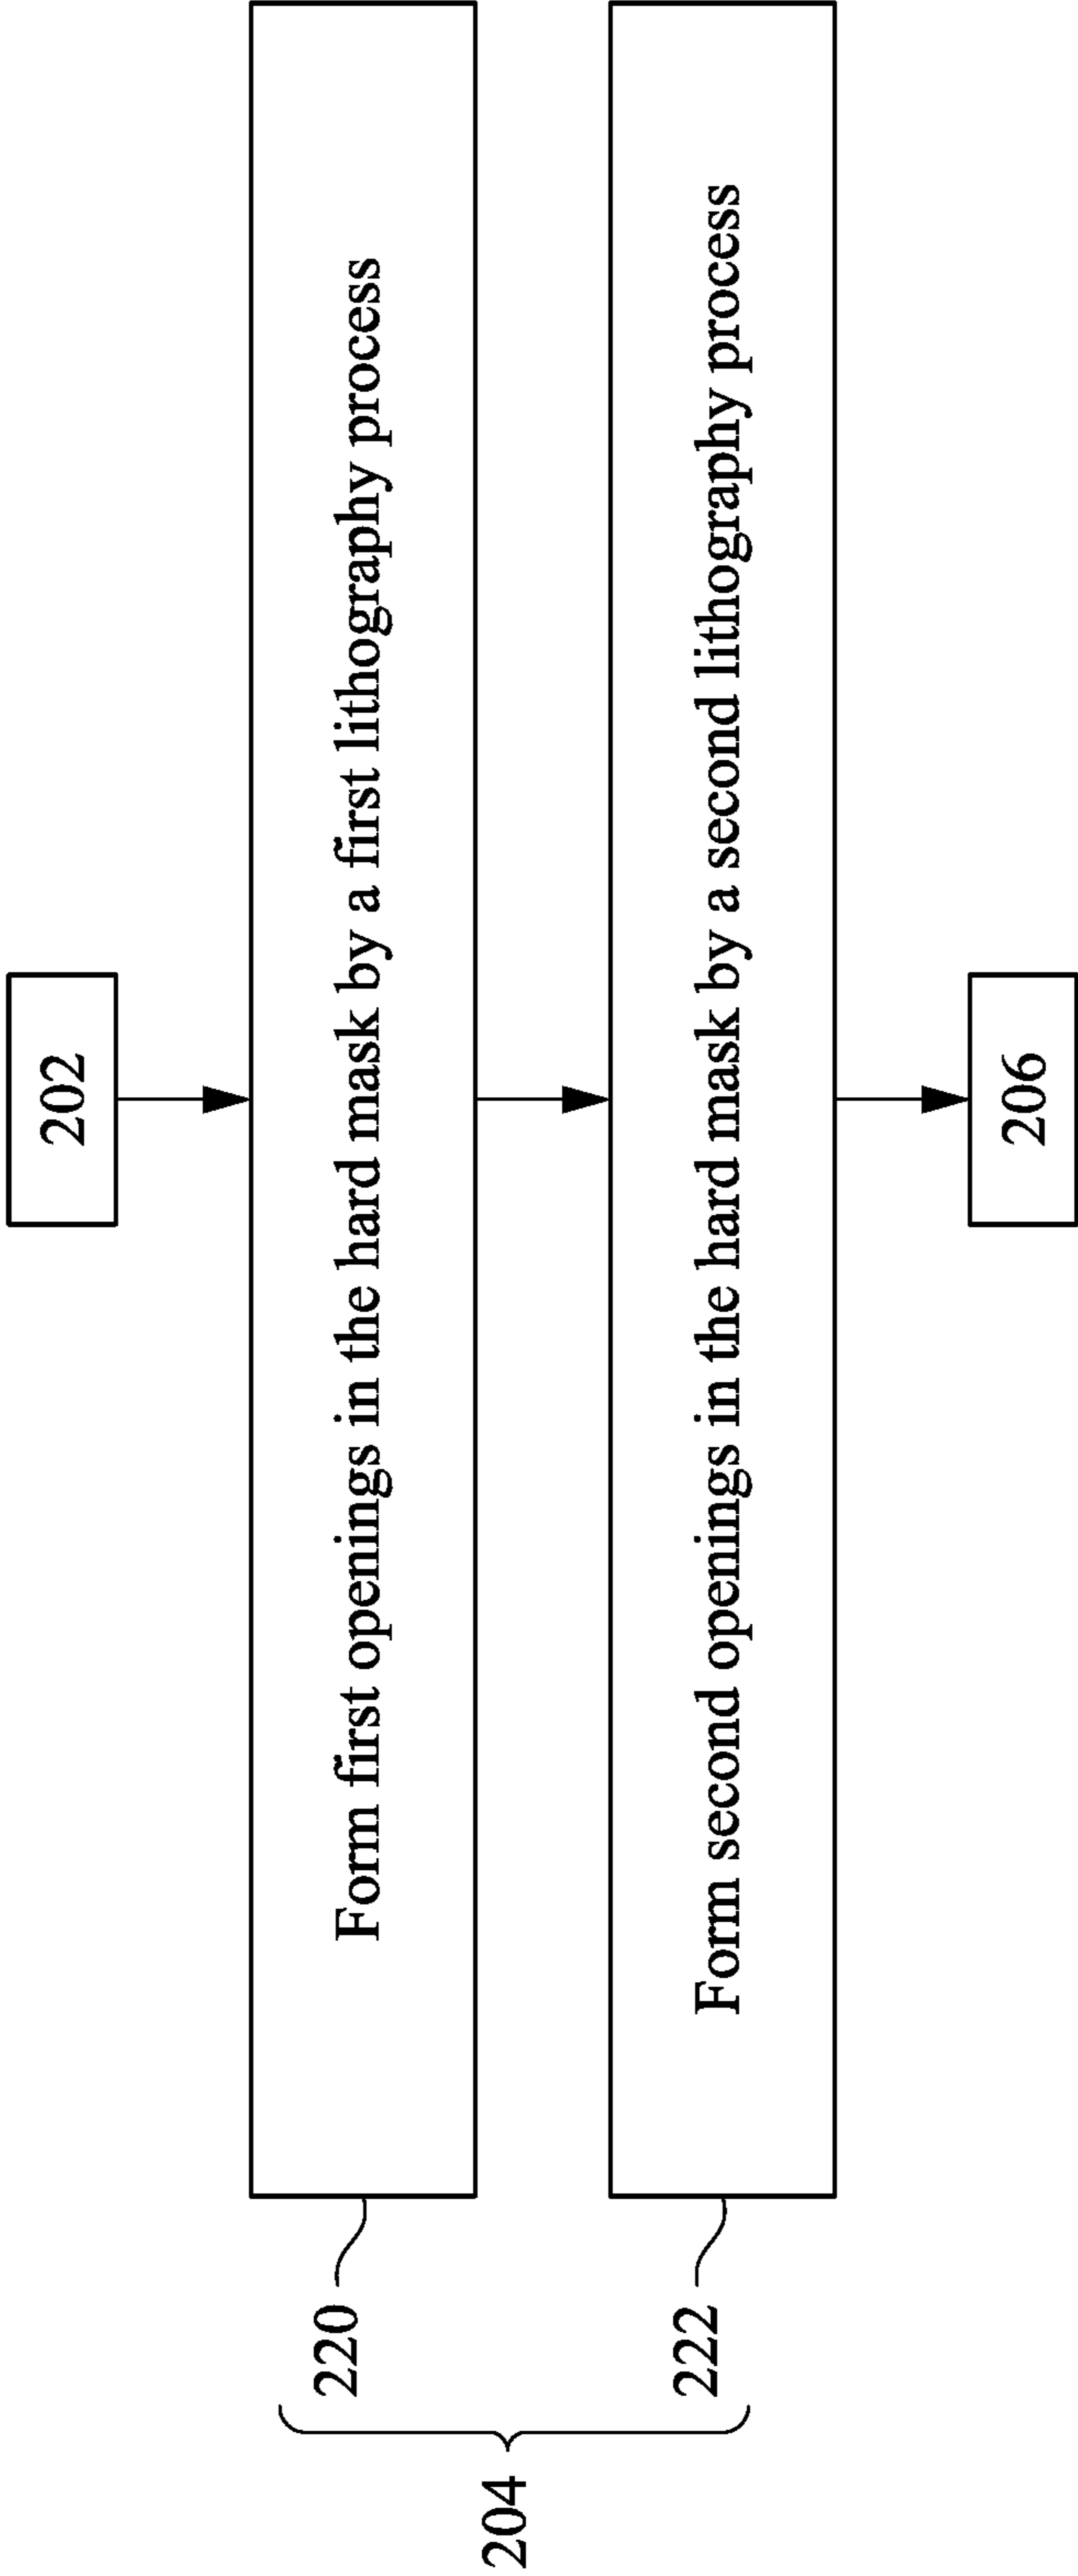 202
Form first openings in the hard mask by a first lithography process
220
204
Form second openings in the hard mask by a second lithography process
222
206